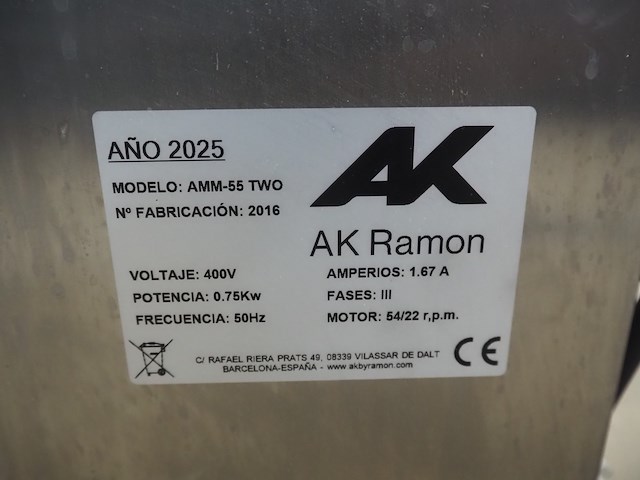 AÑO 2025
MODELO: AMM-55 TWO
Nº FABRICACIÓN: 2016
AK
AK Ramon
VOLTAJE: 400V
AMPERIOS: 1.67 A
POTENCIA: 0.75Kw
FASES: III
FRECUENCIA: 50Hz
MOTOR: 54/22 r,p.m.
C/ RAFAEL RIERA PRATS 49, 08339 VILASSAR DE DALT
BARCELONA-ESPAÑA - www.akbyramon.com
CE